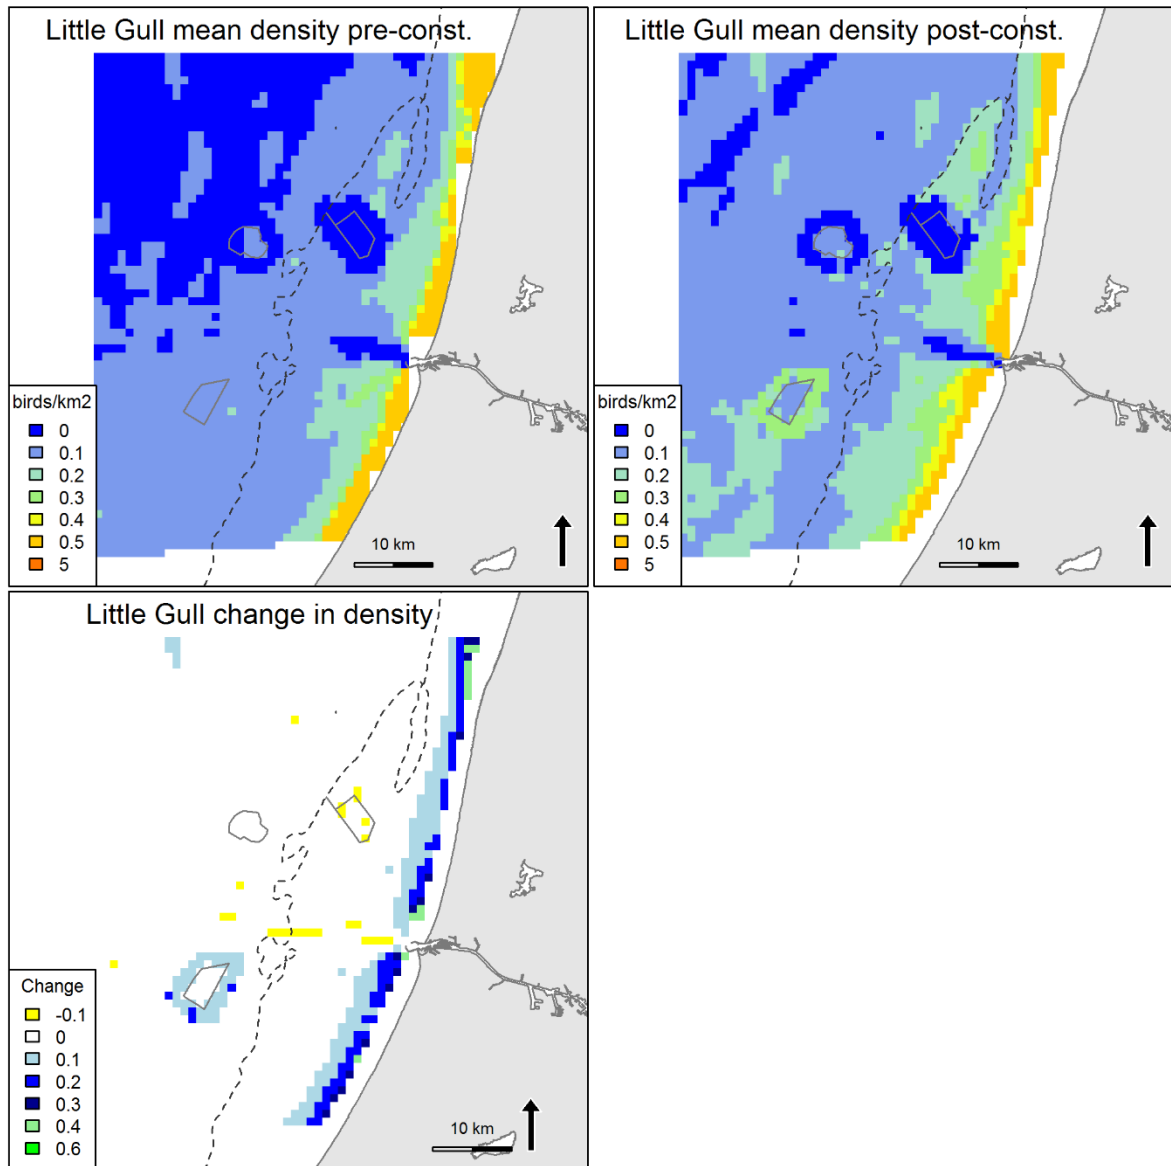 Little Gull mean density pre-const.
birds/km2
0
0.1
0.2
0.3
0.4
0.5
5
10 km
Little Gull mean density post-const.
birds/km2
0
0.1
0.2
0.3
0.4
0.5
5
10 km
Little Gull change in density
Change
-0.1
0
0.1
0.2
0.3
0.4
0.6
10 km